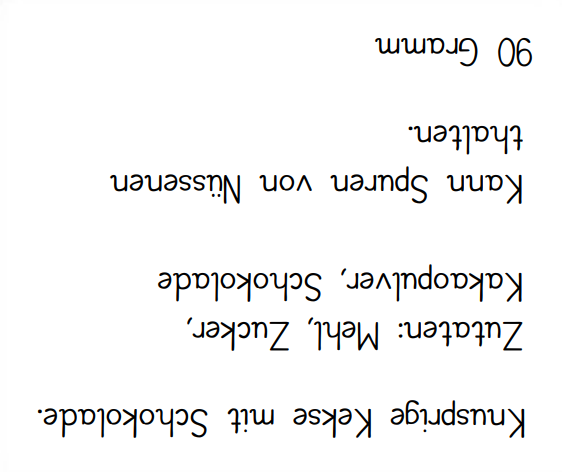 Knusprige Kekse mit Schokolade.
Zutaten: Mehl, Zucker,
Kakaopulver, Schokolade
Kann Spuren von Nüssenen
thalten.
90 Gramm